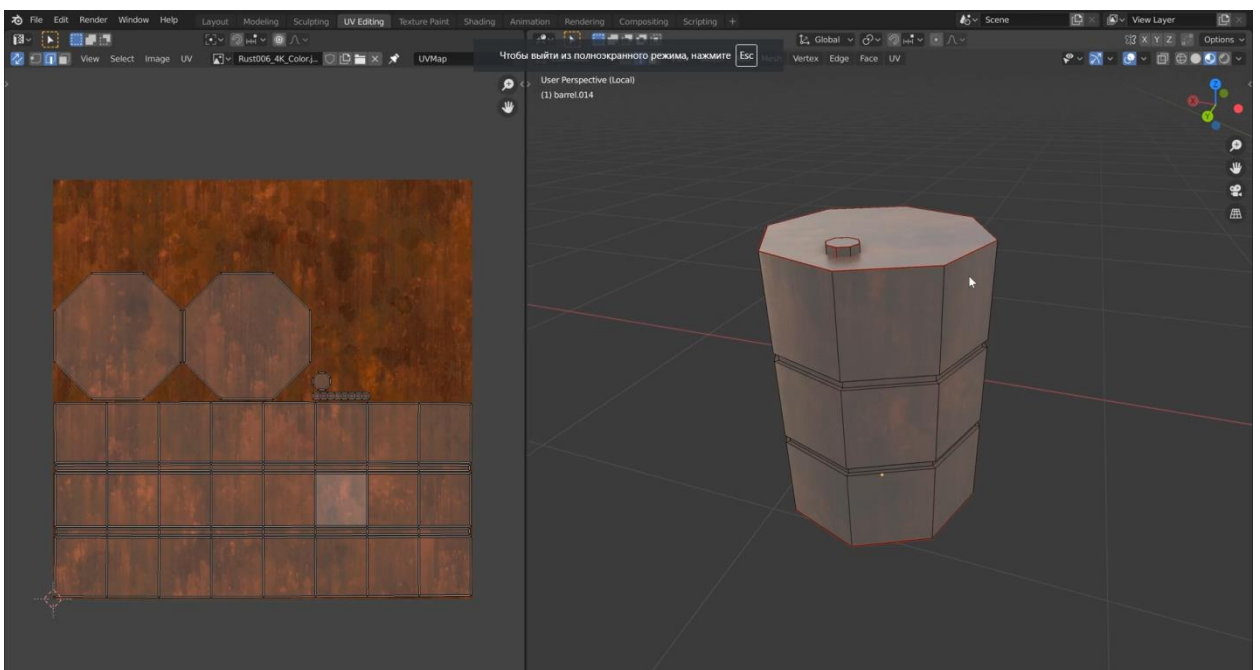 File Edit Render Window Help Layout Modeling Sculpting UV Editing Texture Paint Shading Animation Rendering Compositing Scripting + Scene View Layer
Global X Y Z Options
View Select Image UV Rust006_4K_Color.j... UVMap Чтобы выйти из полноэкранного режима, нажмите Esc Mesh Vertex Edge Face UV
User Perspective (Local)
(1) barrel.014
X
Y
Z